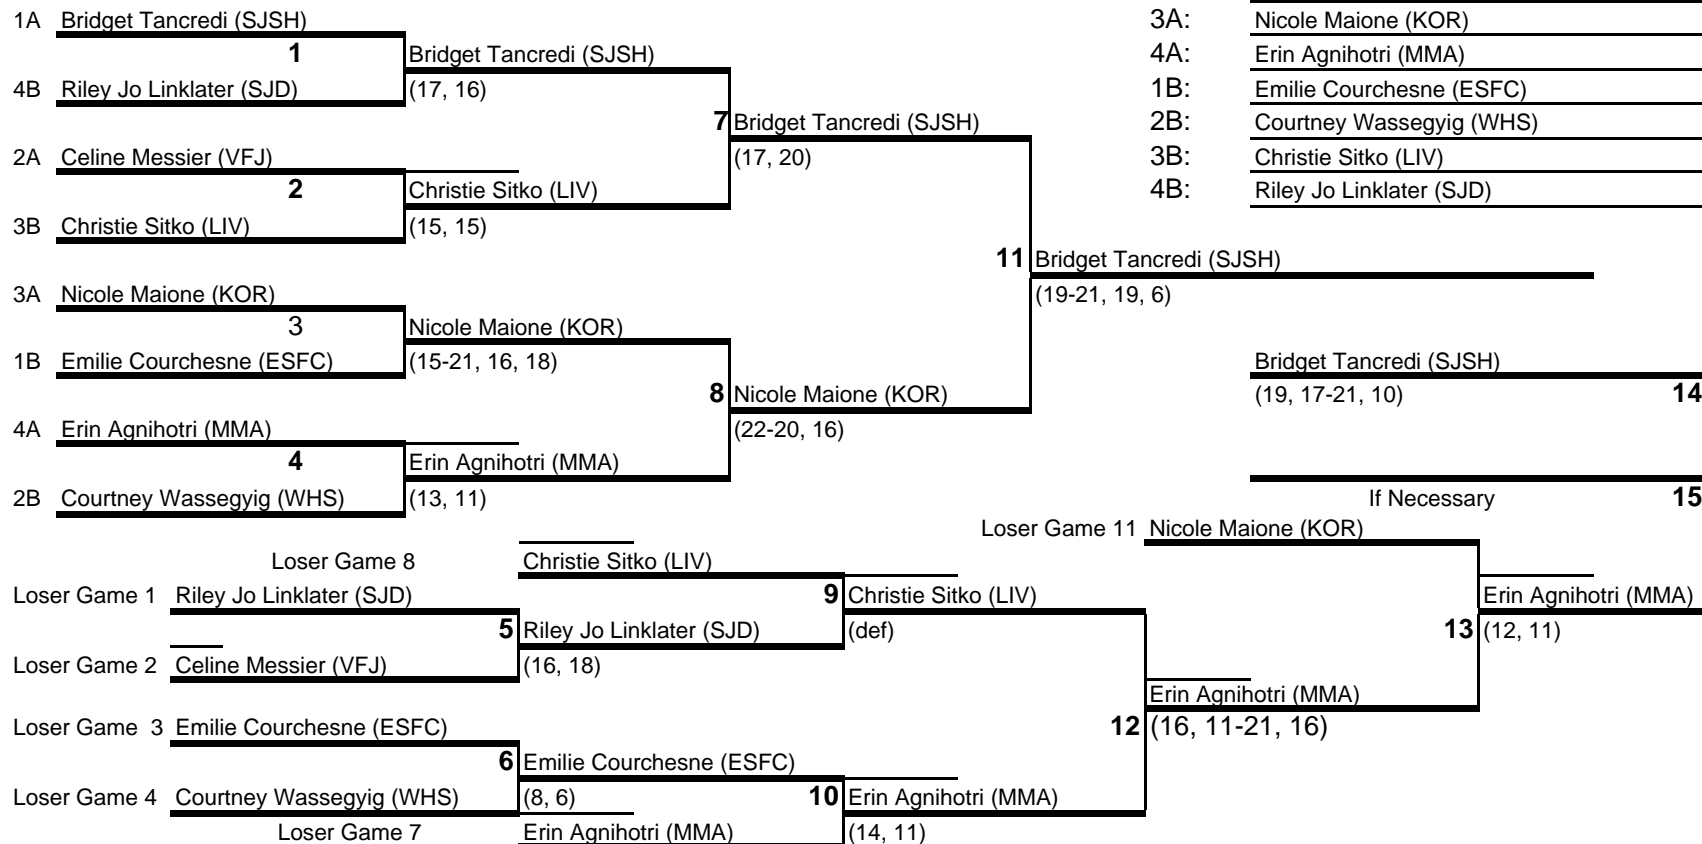 1A Bridget Tancredi (SJSH) 3A: Nicole Maione (KOR)
1 Bridget Tancredi (SJSH) 4A: Erin Agnihotri (MMA)
4B Riley Jo Linklater (SJD) (17, 16) 1B: Emilie Courchesne (ESFC)
7 Bridget Tancredi (SJSH) 2B: Courtney Wassegyig (WHS)
2A Celine Messier (VFJ) (17, 20) 3B: Christie Sitko (LIV)
2 Christie Sitko (LIV) 4B: Riley Jo Linklater (SJD)
3B Christie Sitko (LIV) (15, 15)
11 Bridget Tancredi (SJSH)
3A Nicole Maione (KOR) (19-21, 19, 6)
3 Nicole Maione (KOR)
1B Emilie Courchesne (ESFC) (15-21, 16, 18) Bridget Tancredi (SJSH)
8 Nicole Maione (KOR) (19, 17-21, 10) 14
4A Erin Agnihotri (MMA) (22-20, 16)
4 Erin Agnihotri (MMA)
2B Courtney Wassegyig (WHS) (13, 11) If Necessary 15
Loser Game 11 Nicole Maione (KOR)
Loser Game 8 Christie Sitko (LIV)
Loser Game 1 Riley Jo Linklater (SJD) 9 Christie Sitko (LIV) Erin Agnihotri (MMA)
5 Riley Jo Linklater (SJD) (def) 13 (12, 11)
Loser Game 2 Celine Messier (VFJ) (16, 18)
Erin Agnihotri (MMA)
Loser Game 3 Emilie Courchesne (ESFC) 12 (16, 11-21, 16)
6 Emilie Courchesne (ESFC)
Loser Game 4 Courtney Wassegyig (WHS) (8, 6) 10 Erin Agnihotri (MMA)
Loser Game 7 Erin Agnihotri (MMA) (14, 11)